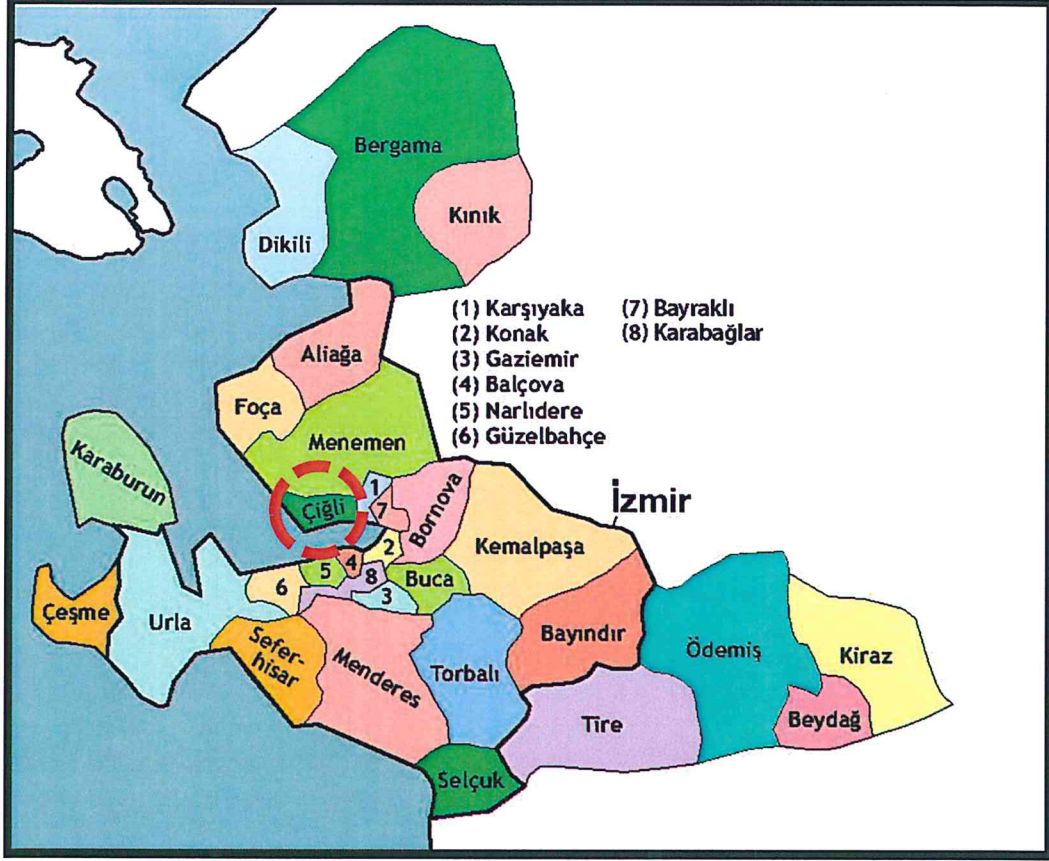 Bergama
Kınık
Dikili
(1) Karşıyaka
(2) Konak
(3) Gaziemir
(4) Balçova
(5) Narlıdere
(6) Güzelbahçe
(7) Bayraklı
(8) Karabağlar
Aliağa
Foça
Menemen
Karaburun
Çiğli
1
7
Bornova
İzmir
Kemalpaşa
2
4
5
8
6
3
Buca
Çeşme
Urla
Sefer-
hisar
Menderes
Torbalı
Bayındır
Ödemiş
Kiraz
Tire
Beydağ
Selçuk